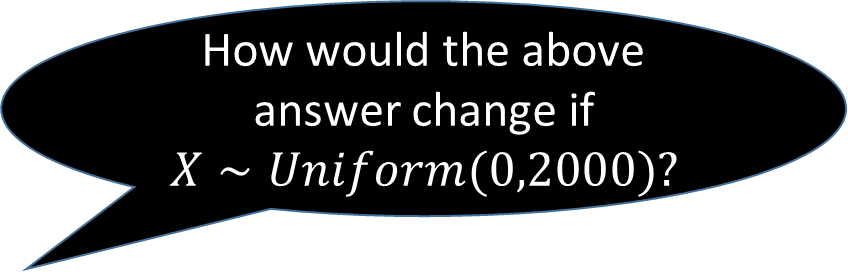 How would the above
answer change if
X ~ Uniform(0,2000)?